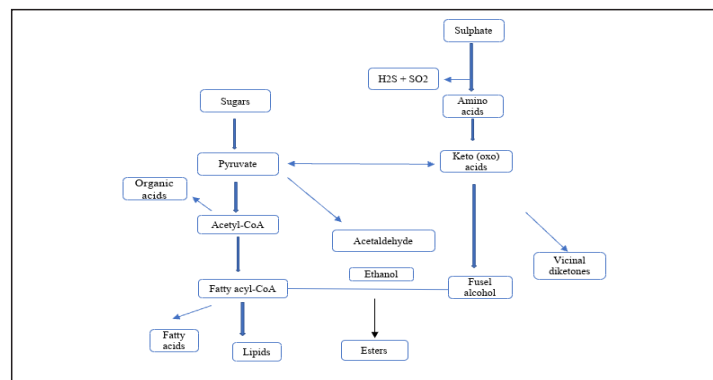 Sulphate
H2S + SO2
Sugars
Amino
acids
Pyruvate
Keto (oxo)
acids
Organic
acids
Acetyl-CoA
Acetaldehyde
Vicinal
diketones
Ethanol
Fatty acyl-CoA
Fusel
alcohol
Fatty
acids
Lipids
Esters